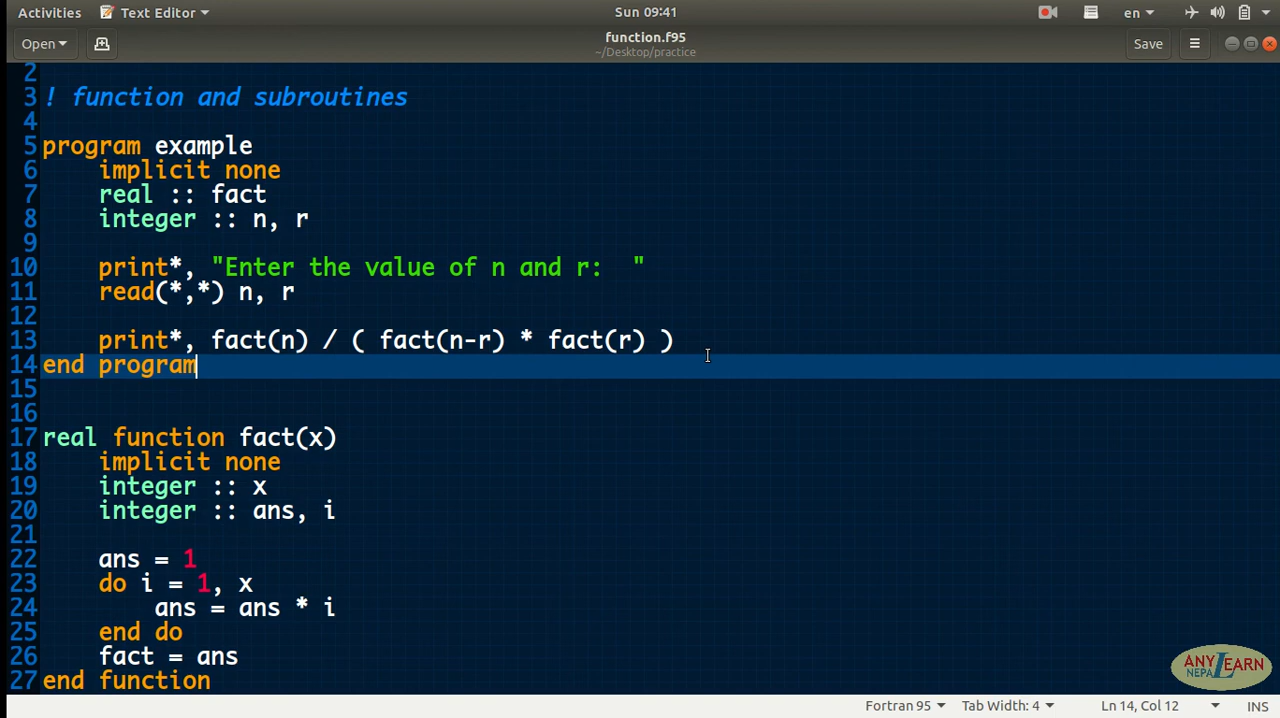 Activities Text Editor Sun 09:41 en
Open function.f95 Save
~/Desktop/practice
2
3 ! function and subroutines
4
5 program example
6 implicit none
7 real :: fact
8 integer :: n, r
9
10 print*, "Enter the value of n and r:  "
11 read(*,*) n, r
12
13 print*, fact(n) / ( fact(n-r) * fact(r) )
14 end program
15
16
17 real function fact(x)
18 implicit none
19 integer :: x
20 integer :: ans, i
21
22 ans = 1
23 do i = 1, x
24 ans = ans * i
25 end do
26 fact = ans
27 end function
ANY LEARN
NEPAL
Fortran 95 Tab Width: 4 Ln 14, Col 12 INS